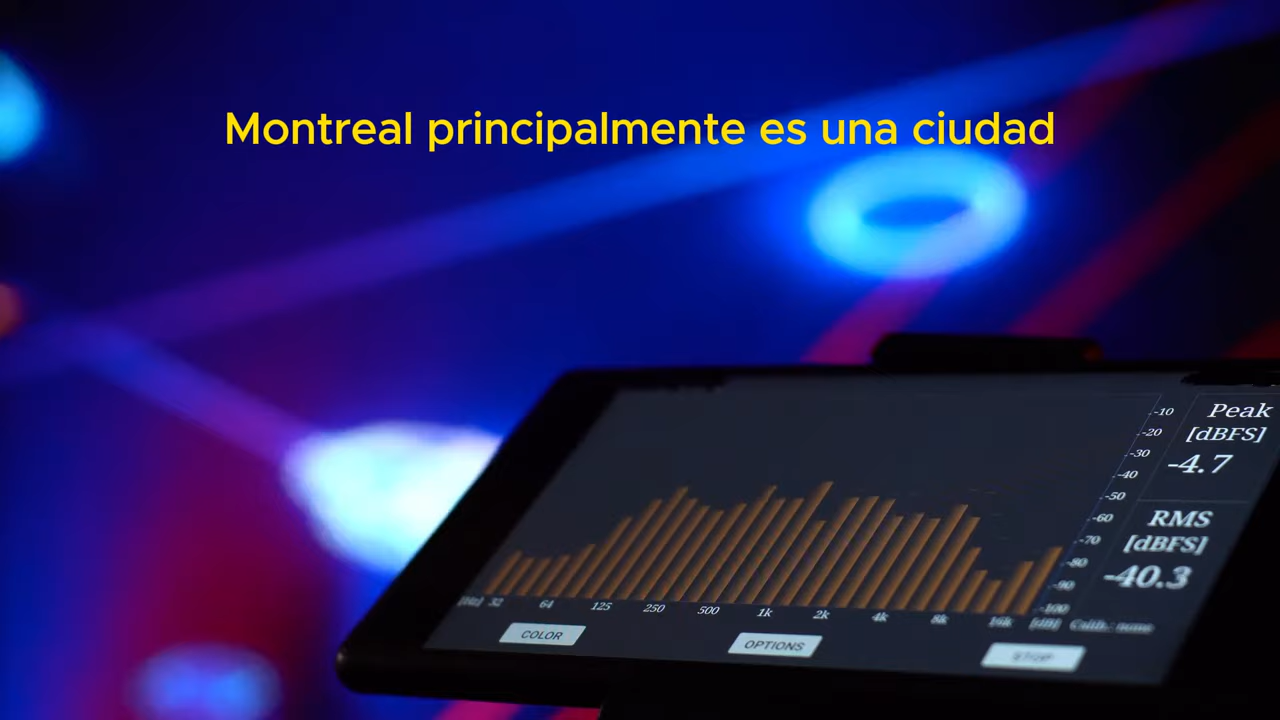 Montreal principalmente es una ciudad
Peak
[dBFS]
-4.7
RMS
[dBFS]
-40.3
-10
-20
-30
-40
-50
-60
-70
-80
-90
-100
[Hz] 32 64 125 250 500 1k 2k 4k 8k 16k [dB] Calib.: none
COLOR OPTIONS STOP